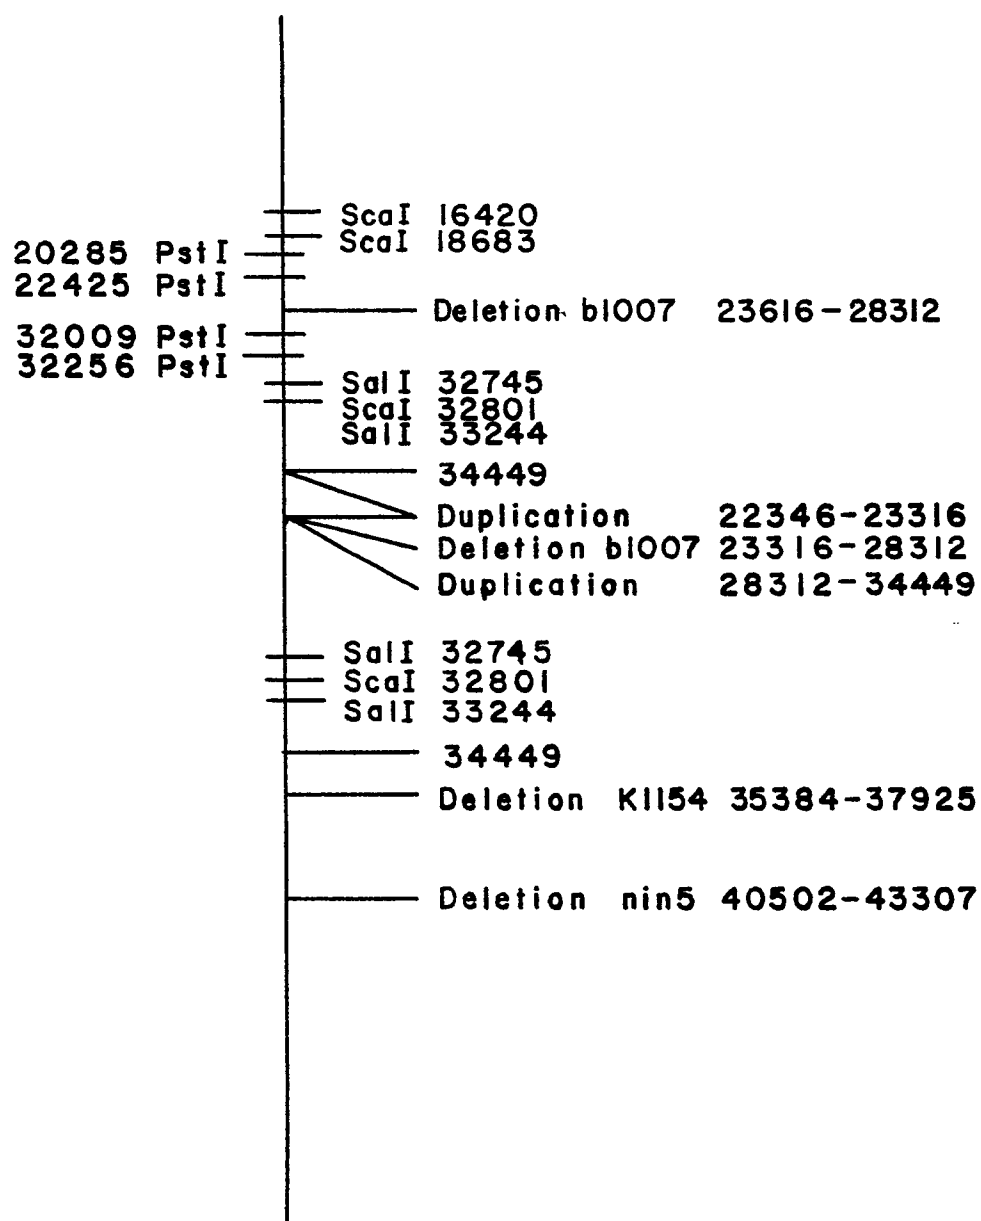 ScaI 16420
ScaI 18683
20285 PstI
22425 PstI
Deletion b1007 23616-28312
32009 PstI
32256 PstI
SalI 32745
ScaI 32801
SalI 33244
34449
Duplication 22346-23316
Deletion b1007 23316-28312
Duplication 28312-34449
SalI 32745
ScaI 32801
SalI 33244
34449
Deletion K1154 35384-37925
Deletion nin5 40502-43307